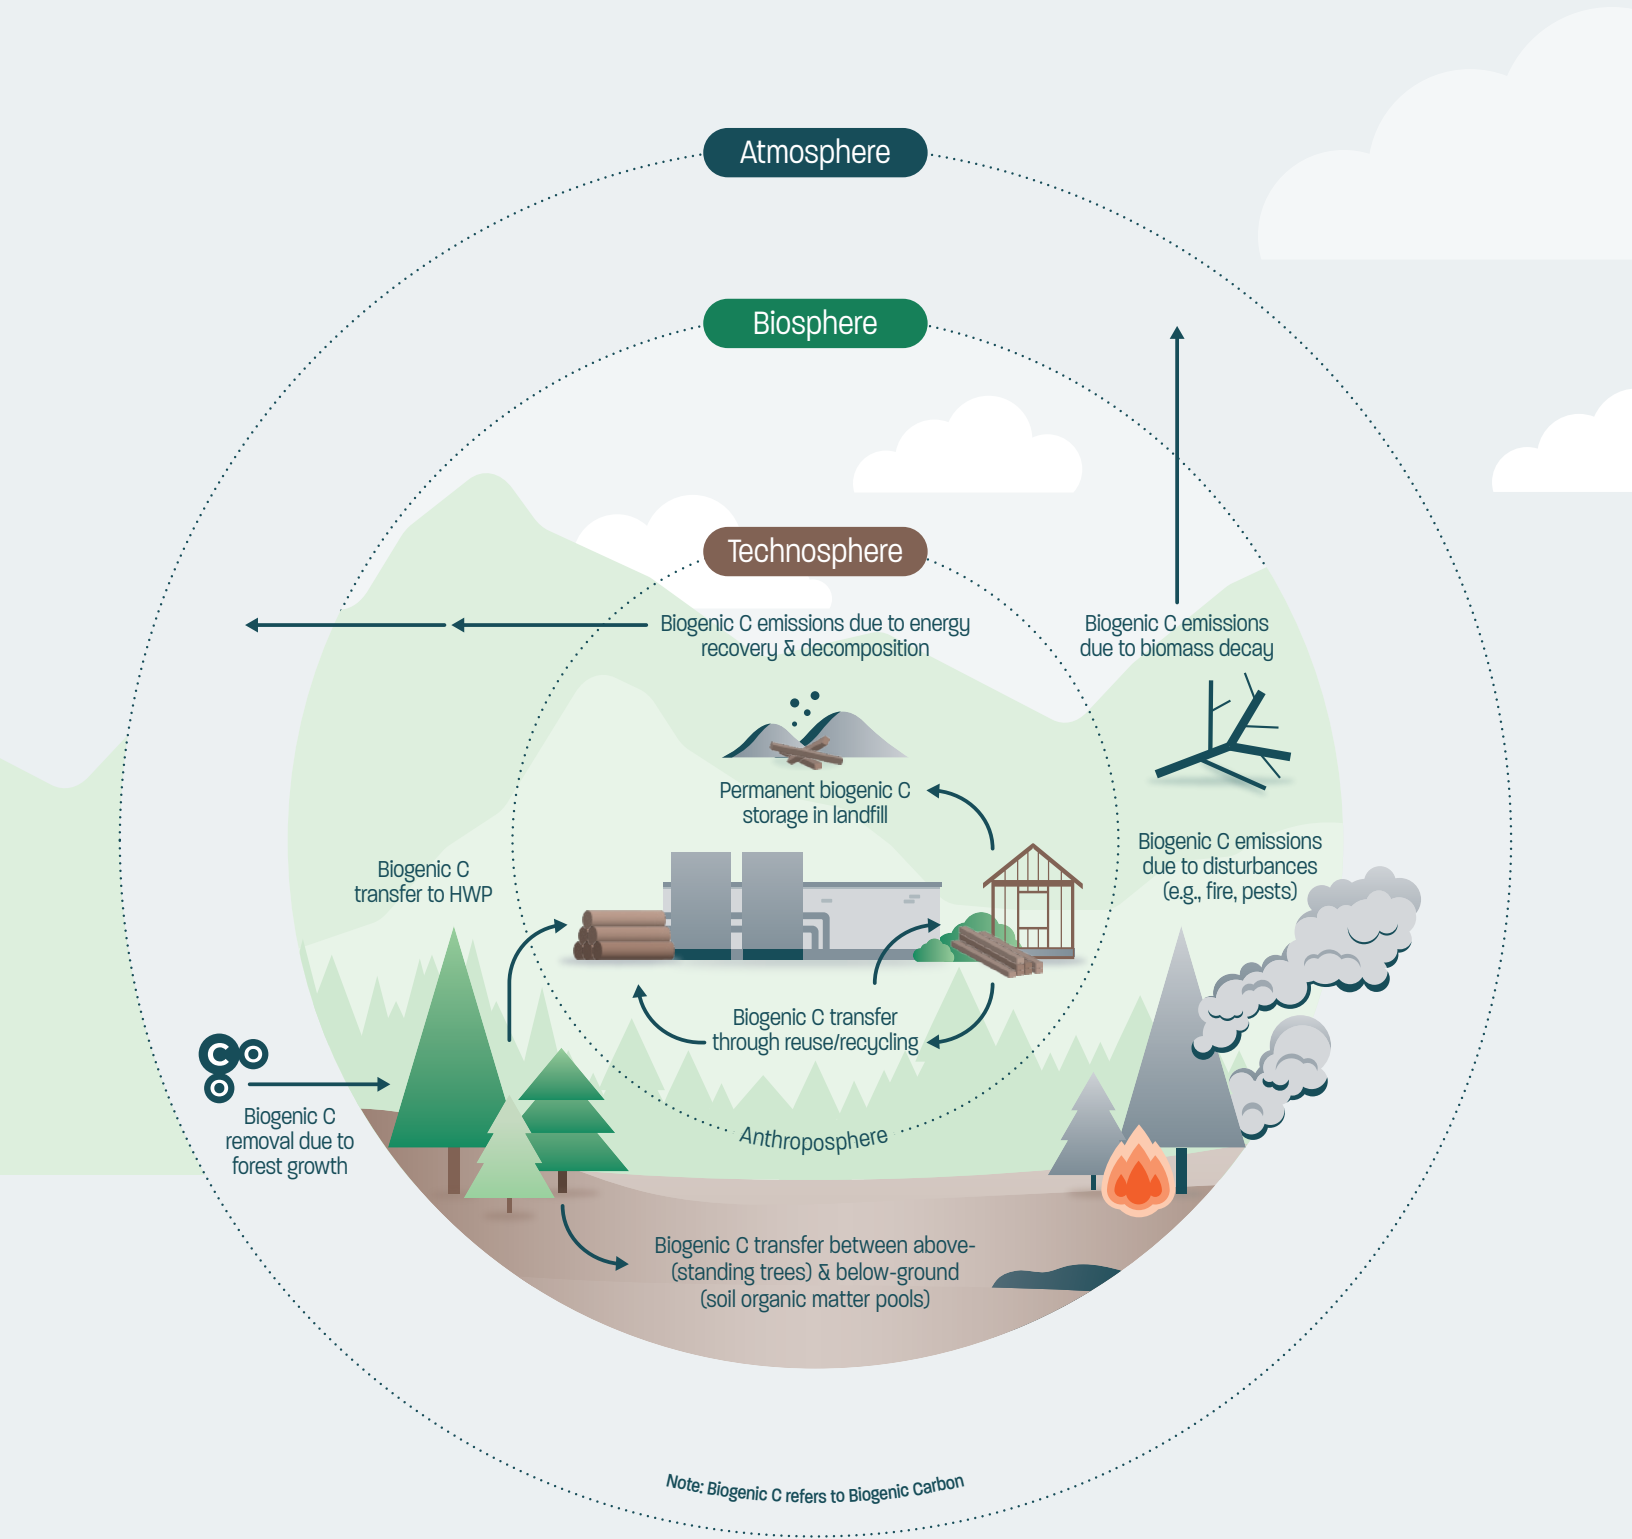 Atmosphere
Biosphere
Technosphere
Biogenic C emissions due to energy
recovery & decomposition
Biogenic C emissions
due to biomass decay
Permanent biogenic C
storage in landfill
Biogenic C emissions
due to disturbances
(e.g., fire, pests)
Biogenic C
transfer to HWP
Biogenic C transfer
through reuse/recycling
C O
O
Biogenic C
removal due to
forest growth
Anthroposphere
Biogenic C transfer between above-
(standing trees) & below-ground
(soil organic matter pools)
Note: Biogenic C refers to Biogenic Carbon